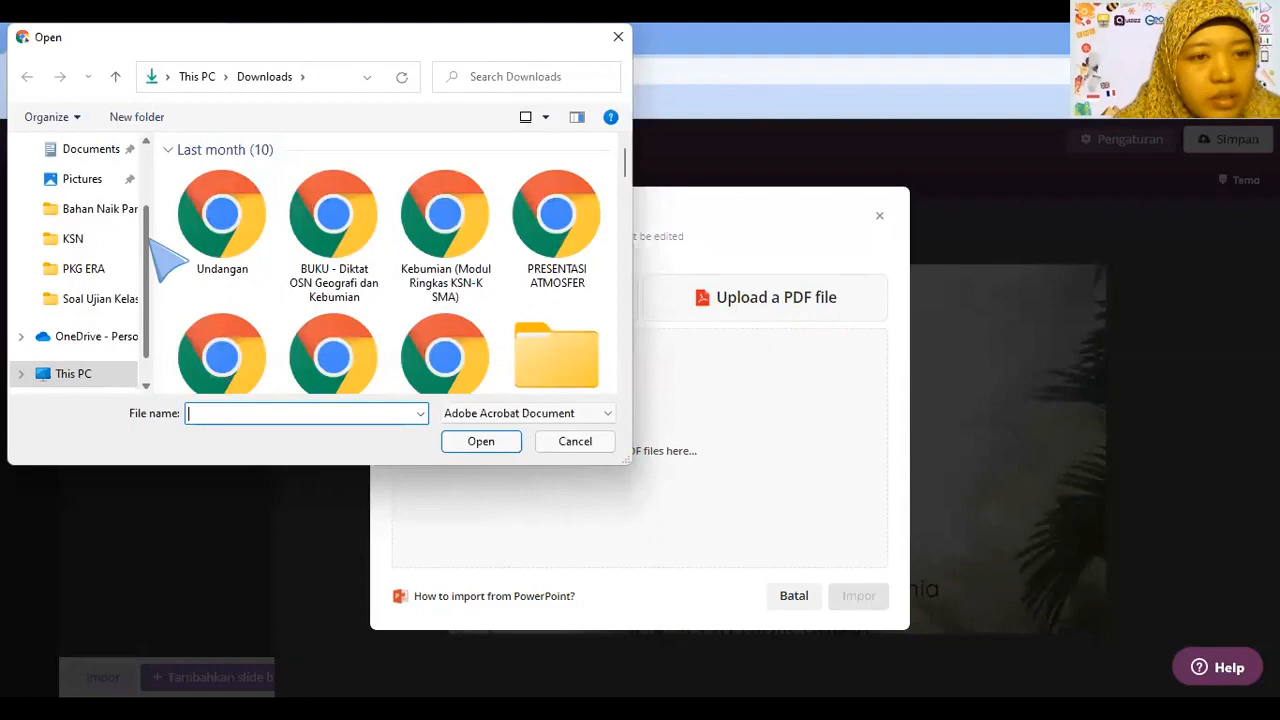 Open
This PC
Downloads
Search Downloads
Organize
New folder
Documents
Pictures
Bahan Naik Par
KSN
PKG ERA
Soal Ujian Kelas
OneDrive - Perso
This PC
Last month (10)
Undangan
BUKU - Diktat
OSN Geografi dan
Kebumian
Kebumian (Modul
Ringkas KSN-K
SMA)
PRESENTASI
ATMOSFER
File name:
Adobe Acrobat Document
Open
Cancel
Pengaturan
Simpan
Tema
t be edited
Upload a PDF file
DF files here...
How to import from PowerPoint?
Batal
Impor
Impor
+ Tambahkan slide b
Help